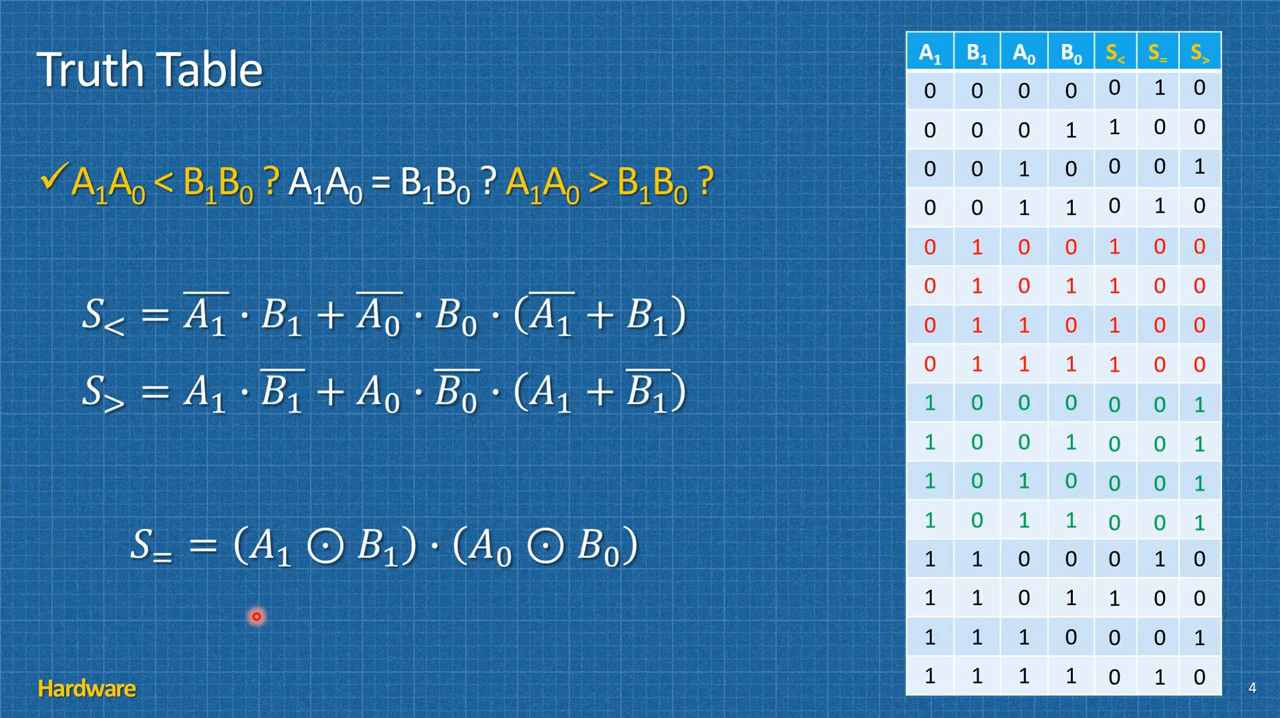 Truth Table
✓A₁A₀ < B₁B₀ ? A₁A₀ = B₁B₀ ? A₁A₀ > B₁B₀ ?
S< = A̅₁ · B₁ + A̅₀ · B₀ · (A̅₁ + B₁)
S> = A₁ · B̅₁ + A₀ · B̅₀ · (A₁ + B̅₁)
S= = (A₁ ⊙ B₁) · (A₀ ⊙ B₀)
Hardware
A₁ B₁ A₀ B₀ S< S= S>
0 0 0 0 0 1 0
0 0 0 1 1 0 0
0 0 1 0 0 0 1
0 0 1 1 0 1 0
0 1 0 0 1 0 0
0 1 0 1 1 0 0
0 1 1 0 1 0 0
0 1 1 1 1 0 0
1 0 0 0 0 0 1
1 0 0 1 0 0 1
1 0 1 0 0 0 1
1 0 1 1 0 0 1
1 1 0 0 0 1 0
1 1 0 1 1 0 0
1 1 1 0 0 0 1
1 1 1 1 0 1 0
4